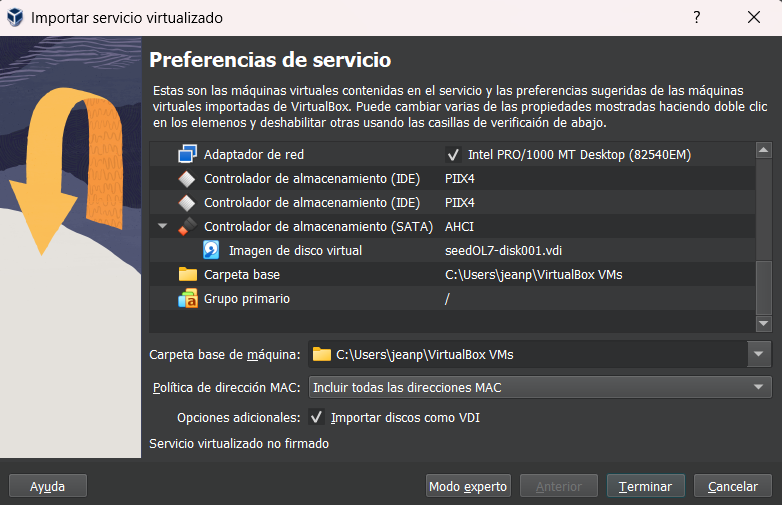 Importar servicio virtualizado
Preferencias de servicio
Estas son las máquinas virtuales contenidas en el servicio y las preferencias sugeridas de las máquinas
virtuales importadas de VirtualBox. Puede cambiar varias de las propiedades mostradas haciendo doble clic
en los elemenos y deshabilitar otras usando las casillas de verificaión de abajo.
Adaptador de red Intel PRO/1000 MT Desktop (82540EM)
Controlador de almacenamiento (IDE) PIIX4
Controlador de almacenamiento (IDE) PIIX4
Controlador de almacenamiento (SATA) AHCI
Imagen de disco virtual seedOL7-disk001.vdi
Carpeta base C:\Users\jeanp\VirtualBox VMs
Grupo primario /
Carpeta base de máquina: C:\Users\jeanp\VirtualBox VMs
Política de dirección MAC: Incluir todas las direcciones MAC
Opciones adicionales: Importar discos como VDI
Servicio virtualizado no firmado
Ayuda Modo experto Anterior Terminar Cancelar